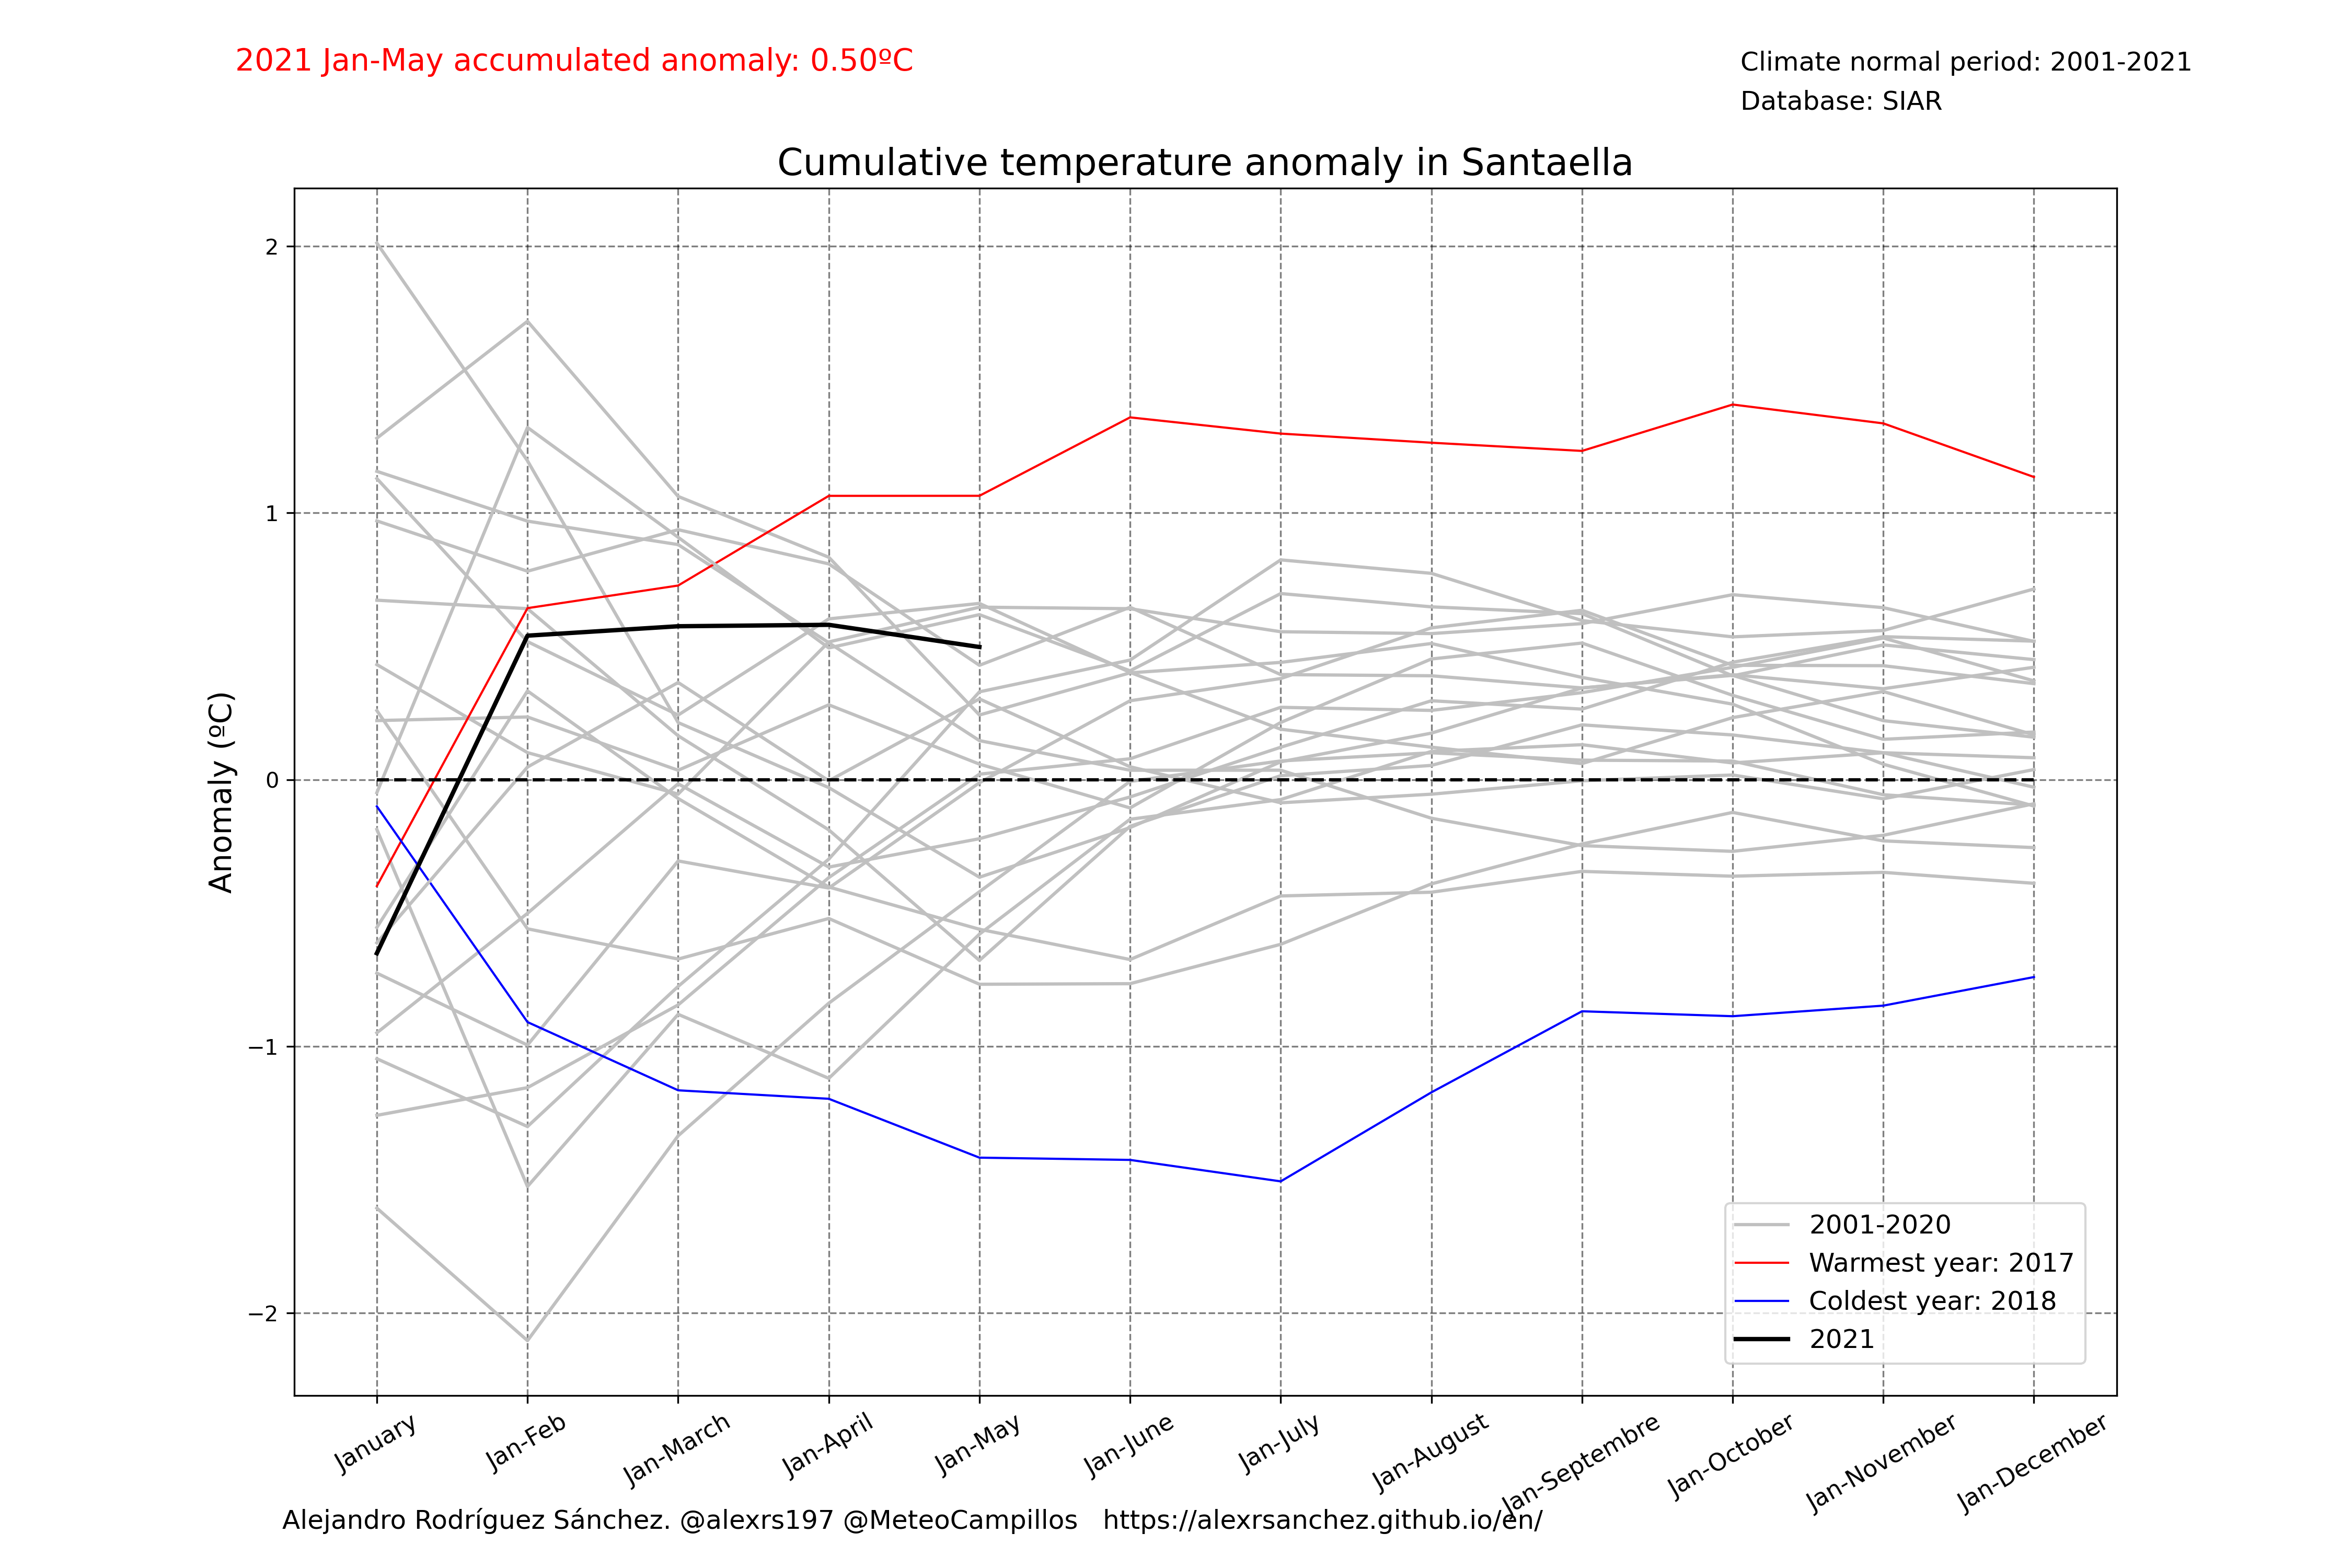 2021 Jan-May accumulated anomaly: 0.50ºC
Climate normal period: 2001-2021
Database: SIAR
Cumulative temperature anomaly in Santaella
Anomaly (ºC)
2
1
0
−1
−2
2001-2020
Warmest year: 2017
Coldest year: 2018
2021
January
Jan-Feb
Jan-March
Jan-April
Jan-May
Jan-June
Jan-July
Jan-August
Jan-Septembre
Jan-October
Jan-November
Jan-December
Alejandro Rodríguez Sánchez. @alexrs197 @MeteoCampillos   https://alexrsanchez.github.io/en/